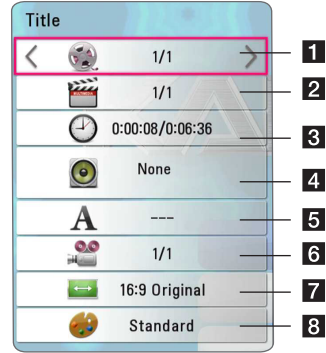 Title
1/1 1
1/1 2
0:00:08/0:06:36 3
None 4
A --- 5
1/1 6
16:9 Original 7
Standard 8